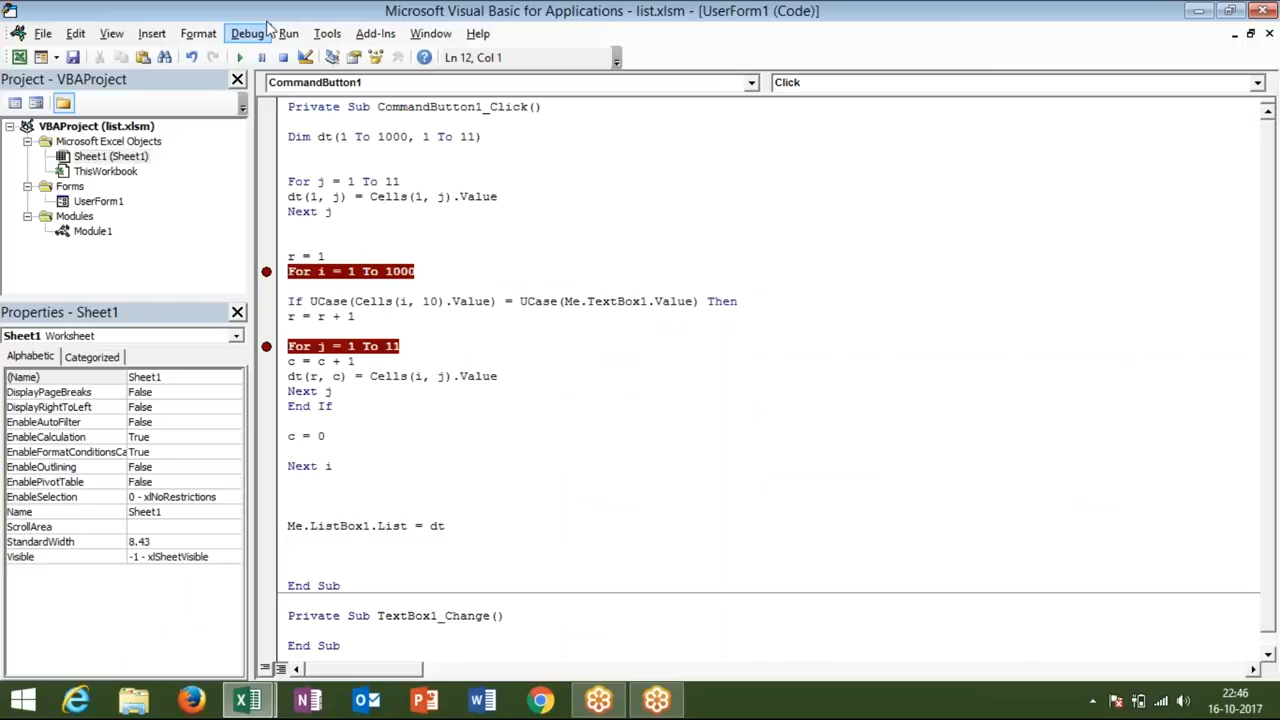 Microsoft Visual Basic for Applications - list.xlsm - [UserForm1 (Code)]
File Edit View Insert Format Debug Run Tools Add-Ins Window Help
Ln 12, Col 1
Project - VBAProject
CommandButton1
Click
VBAProject (list.xlsm)
Microsoft Excel Objects
Sheet1 (Sheet1)
ThisWorkbook
Forms
UserForm1
Modules
Module1
Properties - Sheet1
Sheet1 Worksheet
Alphabetic Categorized
(Name) Sheet1
DisplayPageBreaks False
DisplayRightToLeft False
EnableAutoFilter False
EnableCalculation True
EnableFormatConditionsCa True
EnableOutlining False
EnablePivotTable False
EnableSelection 0 - xlNoRestrictions
Name Sheet1
ScrollArea
StandardWidth 8.43
Visible -1 - xlSheetVisible
Private Sub CommandButton1_Click()
Dim dt(1 To 1000, 1 To 11)
For j = 1 To 11
dt(1, j) = Cells(1, j).Value
Next j
r = 1
For i = 1 To 1000
If UCase(Cells(i, 10).Value) = UCase(Me.TextBox1.Value) Then
r = r + 1
For j = 1 To 11
c = c + 1
dt(r, c) = Cells(i, j).Value
Next j
End If
c = 0
Next i
Me.ListBox1.List = dt
End Sub
Private Sub TextBox1_Change()
End Sub
22:46
16-10-2017